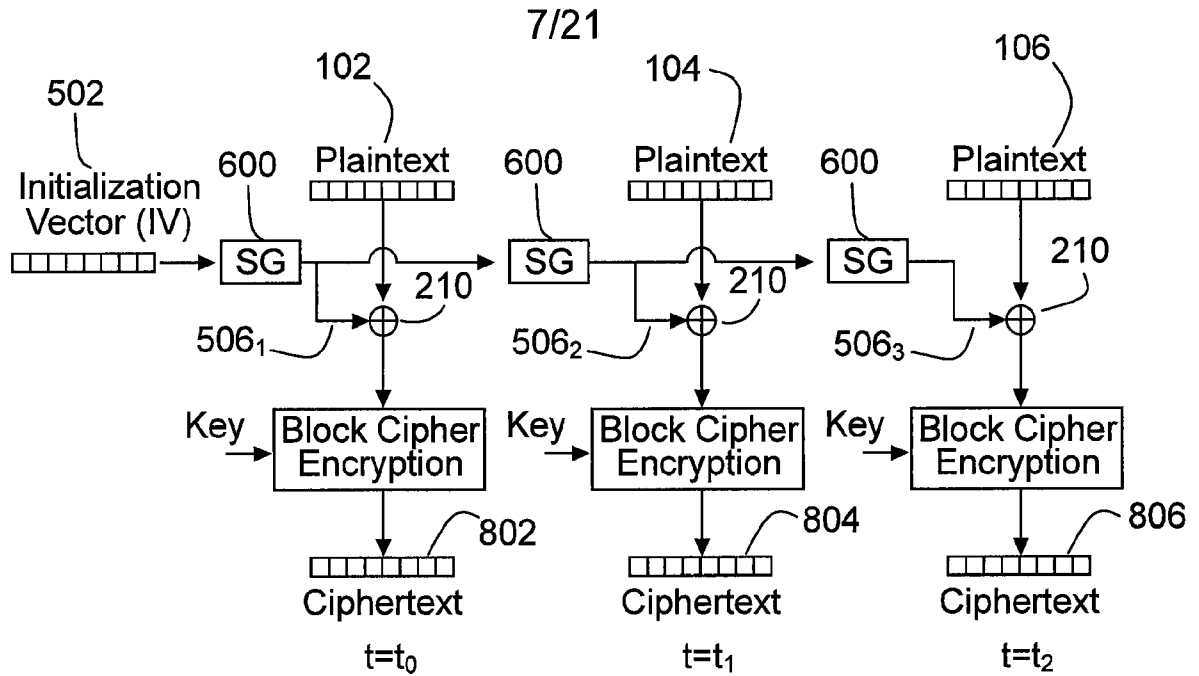 7/21
502
102
104
106
Initialization
Vector (IV)
600
Plaintext
600
Plaintext
600
Plaintext
SG
SG
SG
210
210
210
506₁
506₂
506₃
Key
Block Cipher
Encryption
Key
Block Cipher
Encryption
Key
Block Cipher
Encryption
802
804
806
Ciphertext
Ciphertext
Ciphertext
t=t₀
t=t₁
t=t₂